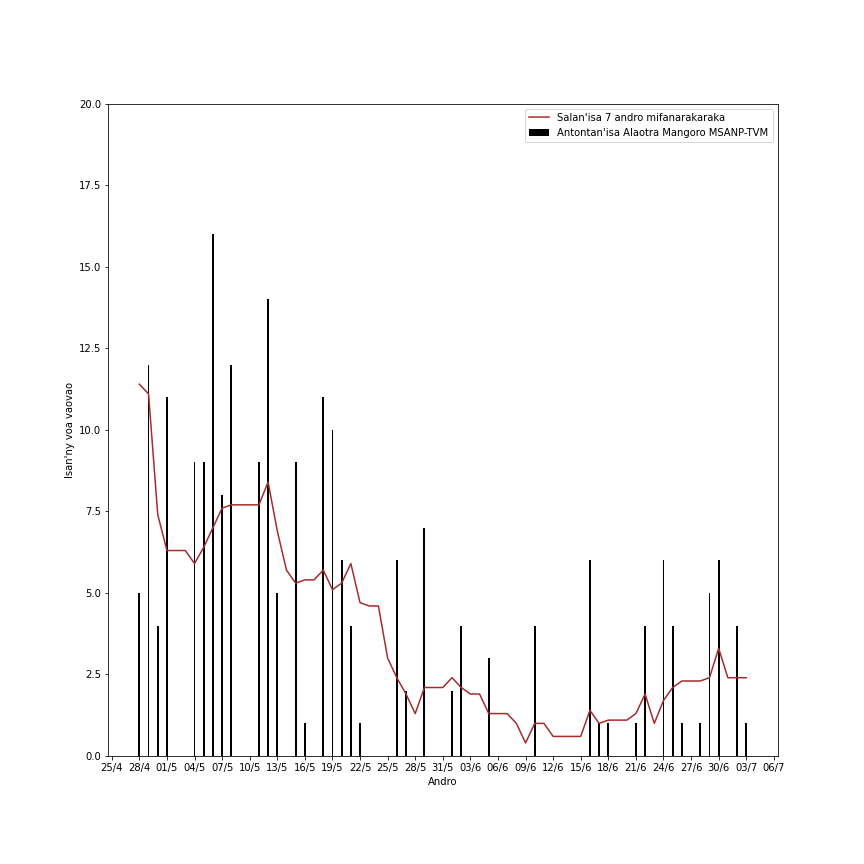 Salan'isa 7 andro mifanarakaraka
Antontan'isa Alaotra Mangoro MSANP-TVM
20.0
17.5
15.0
12.5
10.0
7.5
5.0
2.5
0.0
Isan'ny voa vaovao
25/4 28/4 01/5 04/5 07/5 10/5 13/5 16/5 19/5 22/5 25/5 28/5 31/5 03/6 06/6 09/6 12/6 15/6 18/6 21/6 24/6 27/6 30/6 03/7 06/7
Andro